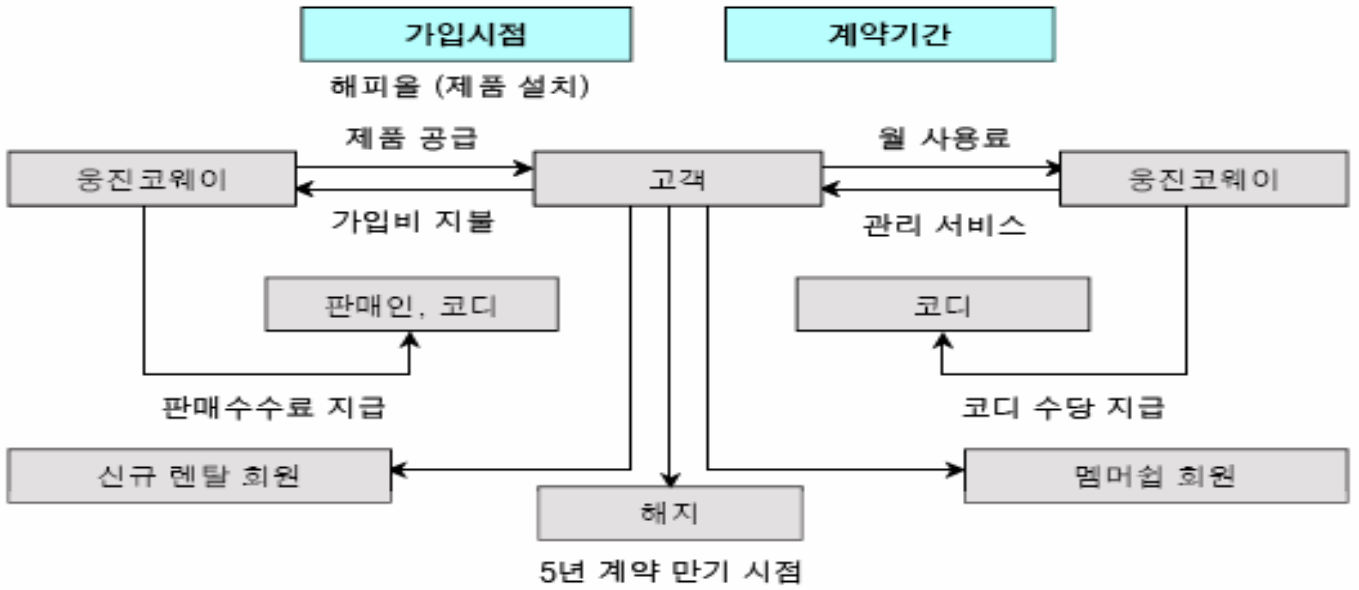 가입시점
계약기간
해피올 (제품 설치)
제품 공급
월 사용료
웅진코웨이
고객
웅진코웨이
가입비 지불
관리 서비스
판매인, 코디
코디
판매수수료 지급
코디 수당 지급
신규 렌탈 회원
멤머쉽 회원
해지
5년 계약 만기 시점